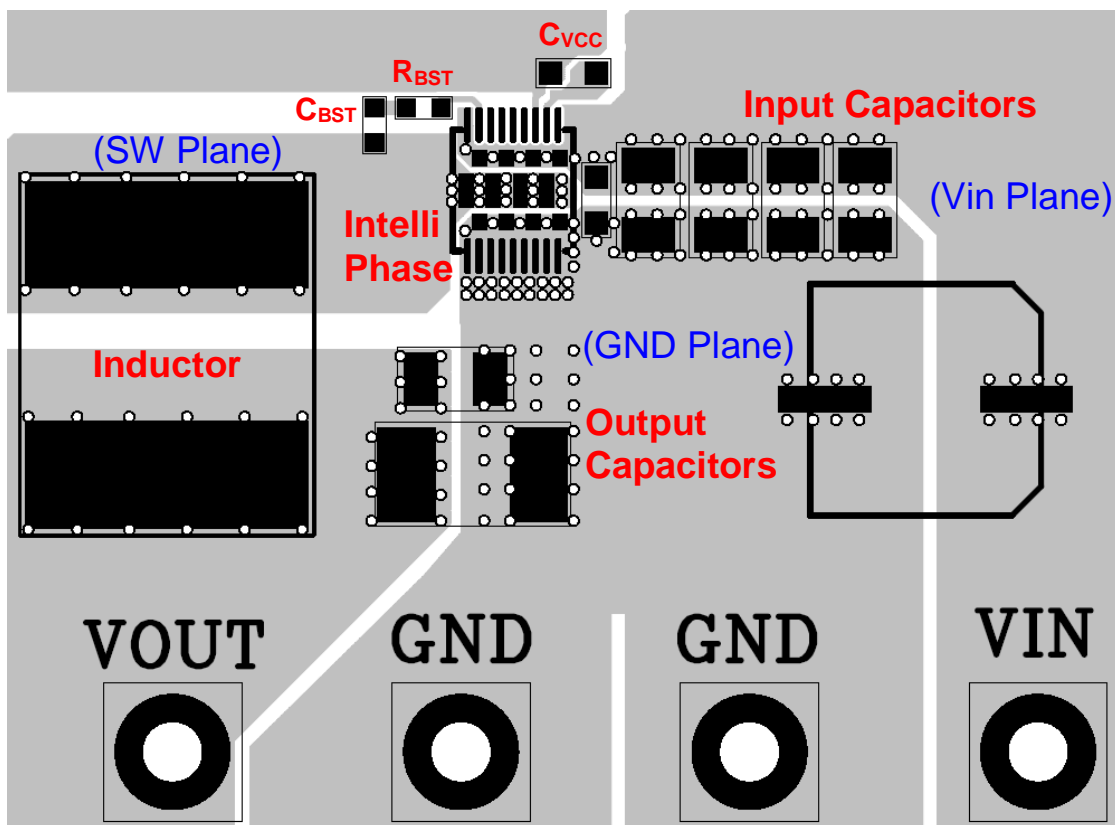 CVCC
RBST
CBST
Input Capacitors
(SW Plane)
(Vin Plane)
Intelli
Phase
(GND Plane)
Inductor
Output
Capacitors
VOUT
GND
GND
VIN